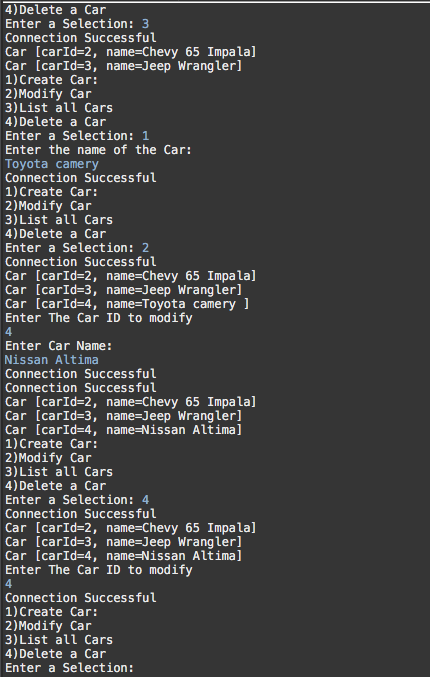 4)Delete a Car
Enter a Selection: 3
Connection Successful
Car [carId=2, name=Chevy 65 Impala]
Car [carId=3, name=Jeep Wrangler]
1)Create Car:
2)Modify Car
3)List all Cars
4)Delete a Car
Enter a Selection: 1
Enter the name of the Car:
Toyota camery
Connection Successful
1)Create Car:
2)Modify Car
3)List all Cars
4)Delete a Car
Enter a Selection: 2
Connection Successful
Car [carId=2, name=Chevy 65 Impala]
Car [carId=3, name=Jeep Wrangler]
Car [carId=4, name=Toyota camery ]
Enter The Car ID to modify
4
Enter Car Name:
Nissan Altima
Connection Successful
Connection Successful
Car [carId=2, name=Chevy 65 Impala]
Car [carId=3, name=Jeep Wrangler]
Car [carId=4, name=Nissan Altima]
1)Create Car:
2)Modify Car
3)List all Cars
4)Delete a Car
Enter a Selection: 4
Connection Successful
Car [carId=2, name=Chevy 65 Impala]
Car [carId=3, name=Jeep Wrangler]
Car [carId=4, name=Nissan Altima]
Enter The Car ID to modify
4
Connection Successful
1)Create Car:
2)Modify Car
3)List all Cars
4)Delete a Car
Enter a Selection: